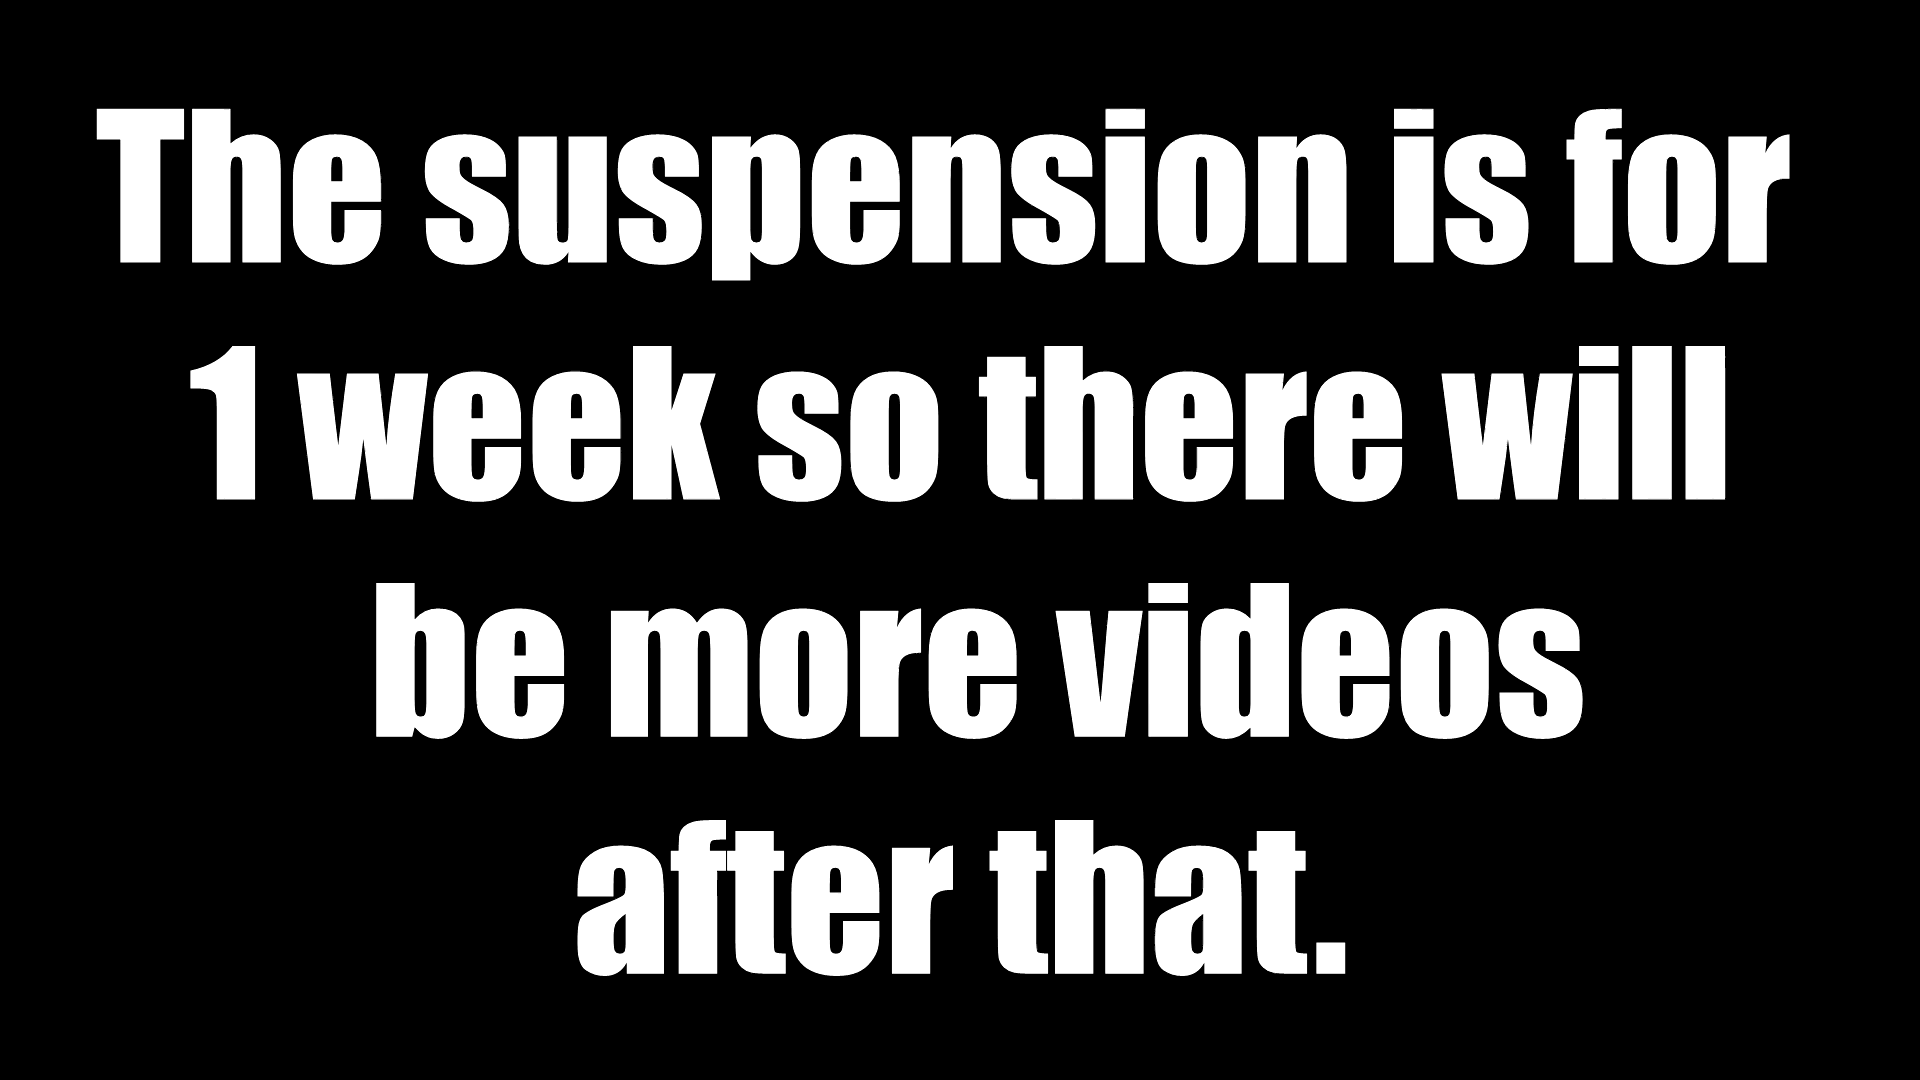 The suspension is for
1 week so there will
be more videos
after that.